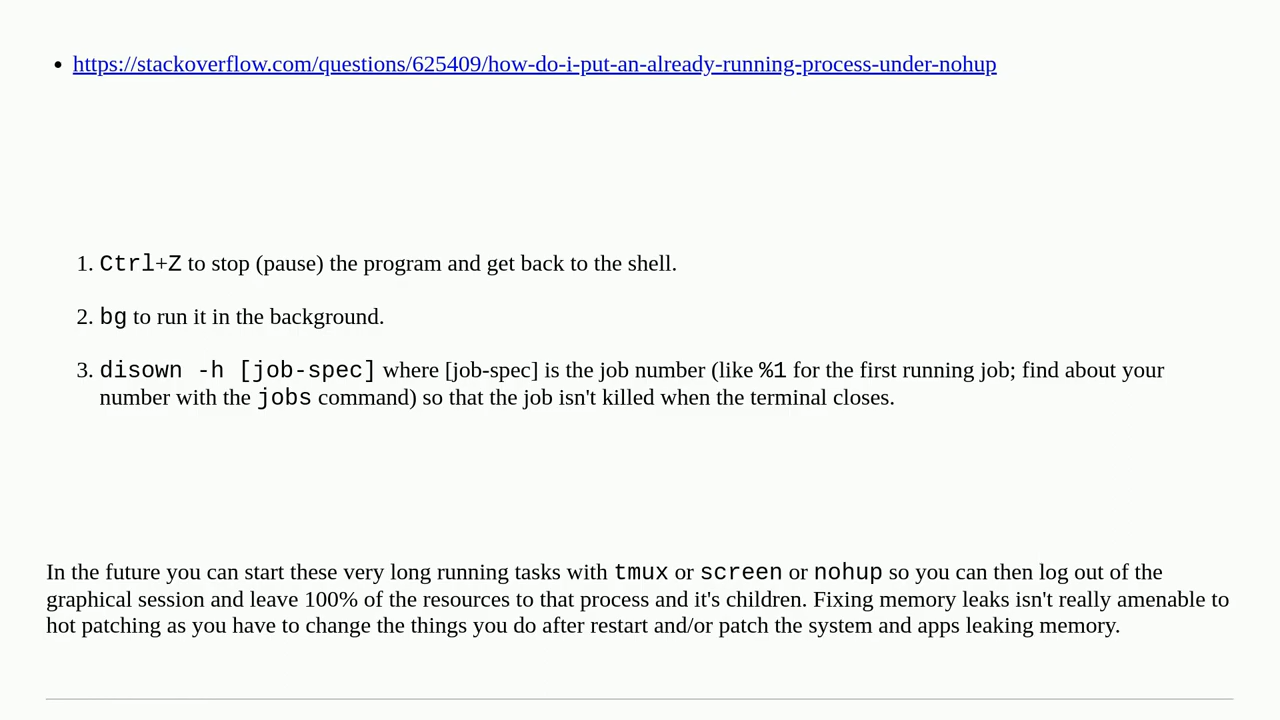 • https://stackoverflow.com/questions/625409/how-do-i-put-an-already-running-process-under-nohup
1. Ctrl+Z to stop (pause) the program and get back to the shell.
2. bg to run it in the background.
3. disown -h [job-spec] where [job-spec] is the job number (like %1 for the first running job; find about your
number with the jobs command) so that the job isn't killed when the terminal closes.
In the future you can start these very long running tasks with tmux or screen or nohup so you can then log out of the
graphical session and leave 100% of the resources to that process and it's children. Fixing memory leaks isn't really amenable to
hot patching as you have to change the things you do after restart and/or patch the system and apps leaking memory.